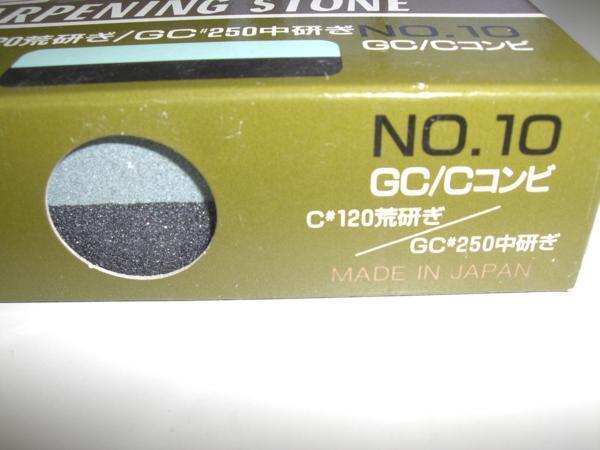 ARPENING STONE
20荒研ぎ/GC#250中研ぎ NO.10
GC/Cコンビ
NO.10
GC/Cコンビ
C#120荒研ぎ
GC#250中研ぎ
MADE IN JAPAN